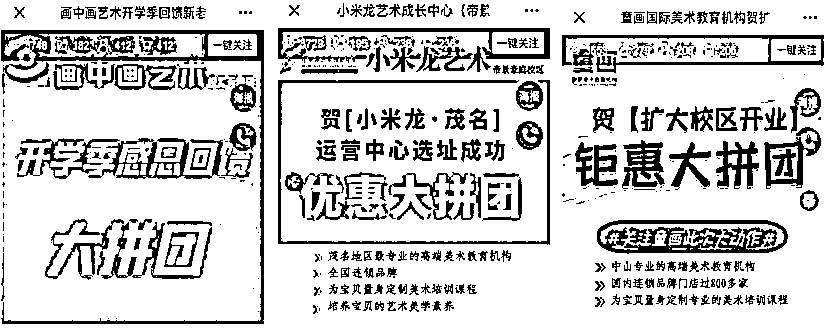 画中画艺术开学季回馈新老
一键关注
画中画艺术
开学季感恩回馈
大拼团
小米龙艺术成长中心 {帝景
一键关注
小米龙艺术
帝景豪庭校区
贺[小米龙·茂名]
运营中心选址成功
优惠大拼团
茂名地区最专业的高端美术教育机构
全国连锁品牌
为宝贝量身定制美术培训课程
培养宝贝的艺术美学素养
童画国际美术教育机构贺扩
一键关注
童画
贺【扩大校区开业】
钜惠大拼团
#关注童画此次大动作#
中山专业的高端美术教育机构
国内连锁品牌门店过800多家
为宝贝量身定制专业的美术培训课程